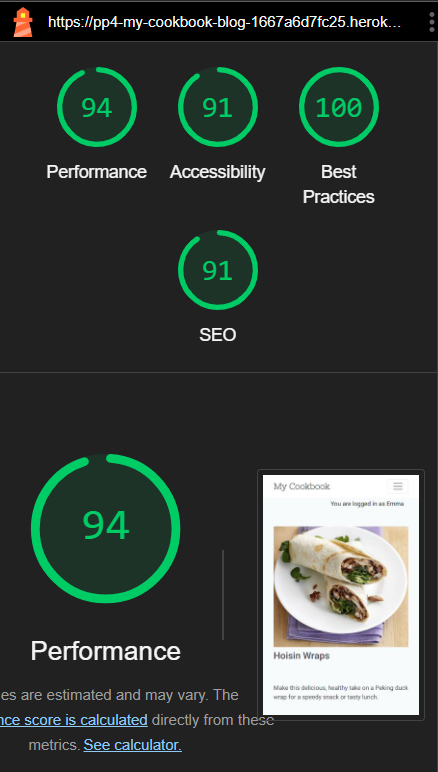 https://pp4-my-cookbook-blog-1667a6d7fc25.herok...
94
91
100
Performance
Accessibility
Best
Practices
91
SEO
94
My Cookbook
You are logged in as Emma
Hoisin Wraps
Make this delicious, healthy take on a Peking duck
wrap for a speedy snack or tasty lunch.
Performance
es are estimated and may vary. The
nce score is calculated directly from these
metrics. See calculator.